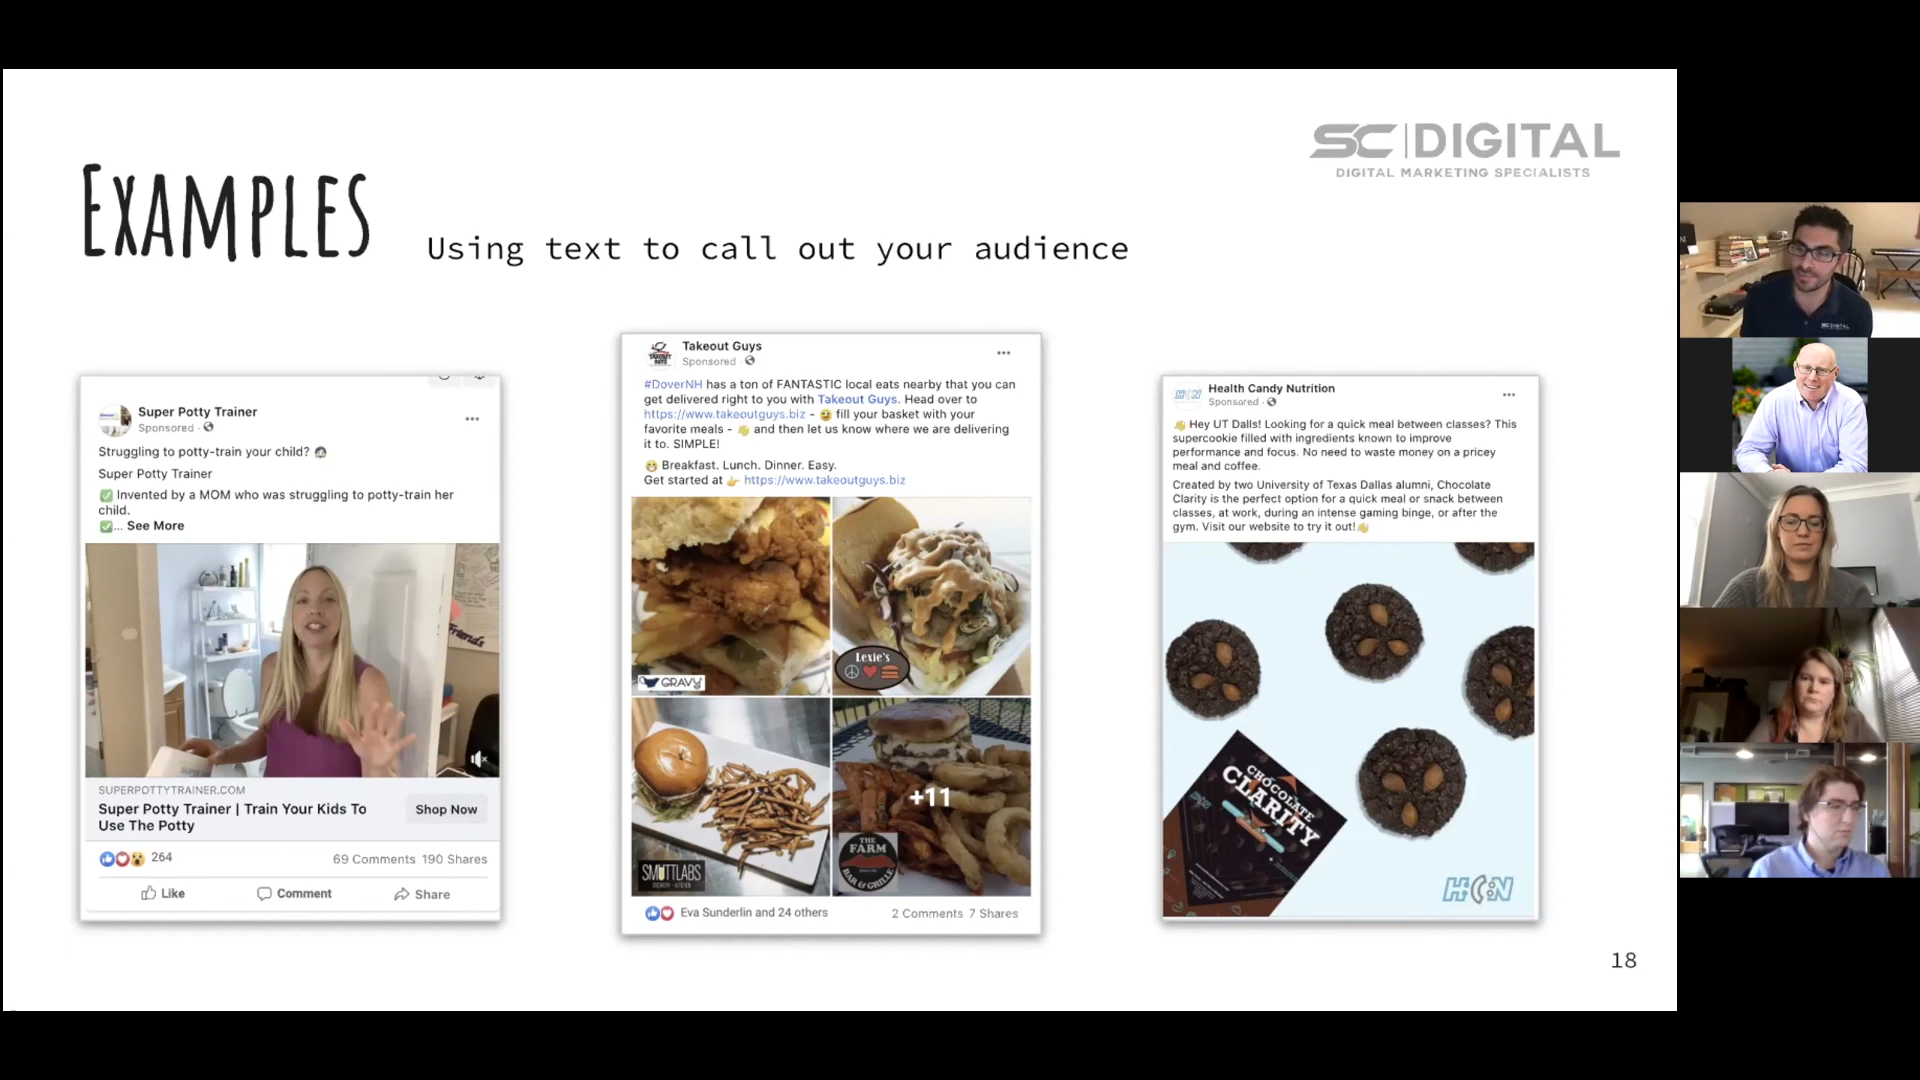 SC|DIGITAL
DIGITAL MARKETING SPECIALISTS
EXAMPLES
Using text to call out your audience
Super Potty Trainer
Sponsored ·
Struggling to potty-train your child?
Super Potty Trainer
Invented by a MOM who was struggling to potty-train her
child.
... See More
Friends
SUPERPOTTYTRAINER.COM
Super Potty Trainer | Train Your Kids To
Use The Potty
Shop Now
264
69 Comments 190 Shares
Like
Comment
Share
Takeout Guys
Sponsored ·
#DoverNH has a ton of FANTASTIC local eats nearby that you can
get delivered right to you with Takeout Guys. Head over to
https://www.takeoutguys.biz - fill your basket with your
favorite meals - and then let us know where we are delivering
it to. SIMPLE!
Breakfast. Lunch. Dinner. Easy.
Get started at https://www.takeoutguys.biz
GRAVY
Lexie's
SMUTTLABS
THE
FARM
BAR & GRILLE
+11
Eva Sunderlin and 24 others
2 Comments 7 Shares
Health Candy Nutrition
Sponsored ·
Hey UT Dalls! Looking for a quick meal between classes? This
supercookie filled with ingredients known to improve
performance and focus. No need to waste money on a pricey
meal and coffee.
Created by two University of Texas Dallas alumni, Chocolate
Clarity is the perfect option for a quick meal or snack between
classes, at work, during an intense gaming binge, or after the
gym. Visit our website to try it out!
CHOCOLATE
CLARITY
HCN
18
SC DIGITAL